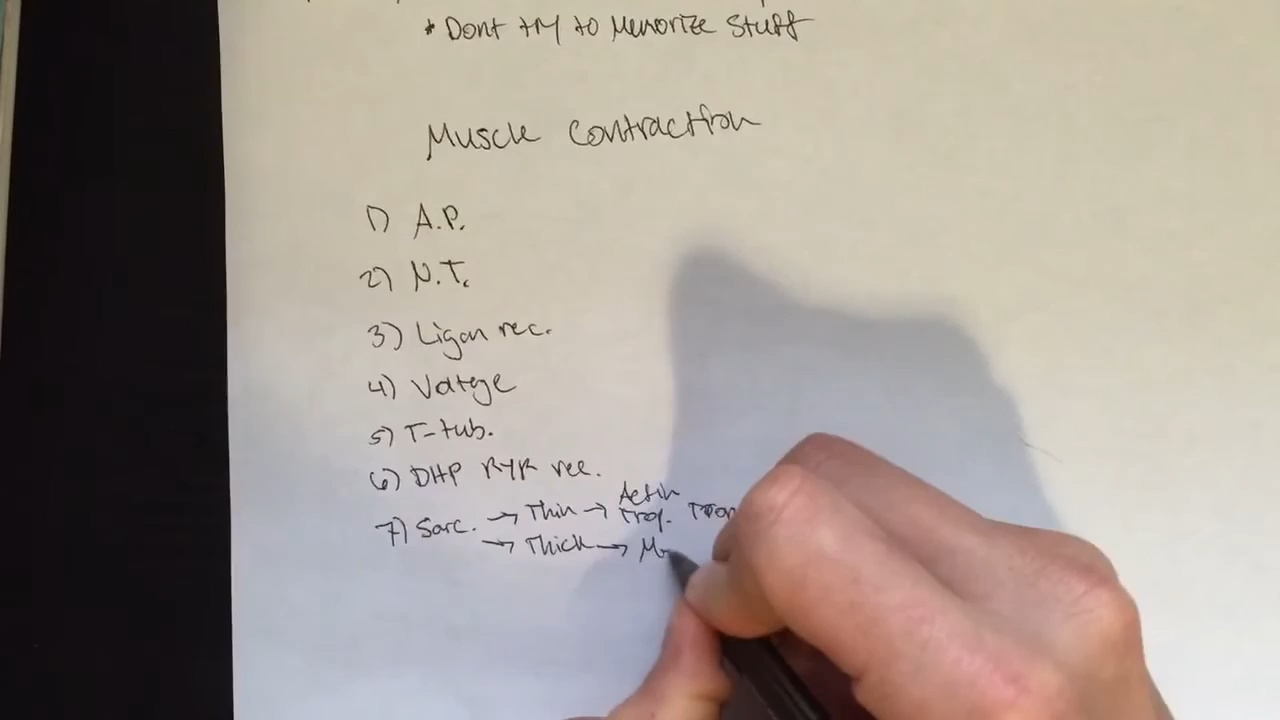 * Dont try to Memorize Stuff
Muscle Contraction
1) A.P.
2) N.T.
3) Ligan rec.
4) Voltege
5) T-tub.
6) DHP RYR rec.
7) Sarc. → Thin → Actin Trop. Trop
→ Thick → M